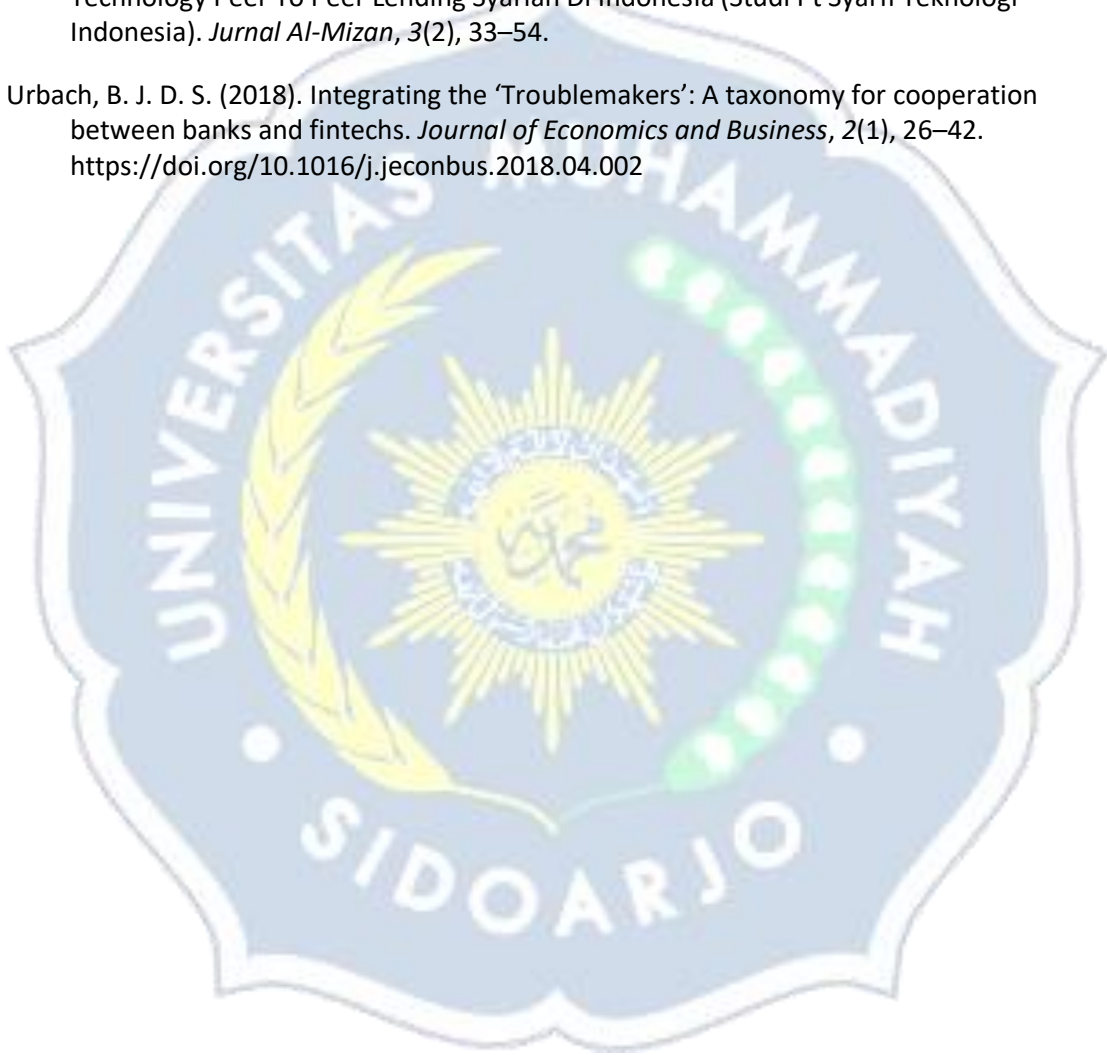 Technology Peer To Peer Lending Syariah Di Indonesia (Studi Pt Syarfi Teknologi
Indonesia). Jurnal Al-Mizan, 3(2), 33–54.
Urbach, B. J. D. S. (2018). Integrating the ‘Troublemakers’: A taxonomy for cooperation
between banks and fintechs. Journal of Economics and Business, 2(1), 26–42.
https://doi.org/10.1016/j.jeconbus.2018.04.002
UNIVERSITAS MUHAMMADIYAH
• SIDOARJO •
محمدية